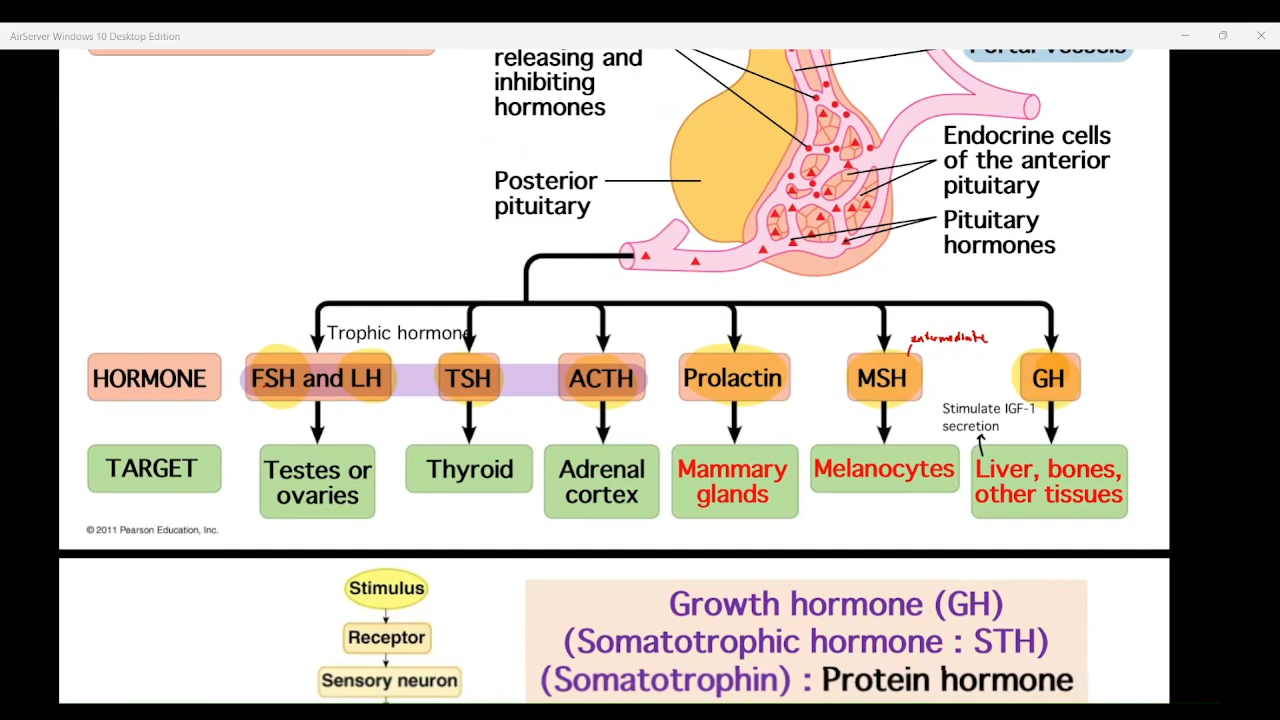 AirServer Windows 10 Desktop Edition
releasing and
inhibiting
hormones
Portal vessels
Endocrine cells
of the anterior
pituitary
Posterior
pituitary
Pituitary
hormones
Trophic hormone
intermediate
HORMONE
FSH and LH
TSH
ACTH
Prolactin
MSH
GH
Stimulate IGF-1
secretion
TARGET
Testes or
ovaries
Thyroid
Adrenal
cortex
Mammary
glands
Melanocytes
Liver, bones,
other tissues
© 2011 Pearson Education, Inc.
Stimulus
Receptor
Sensory neuron
Growth hormone (GH)
(Somatotrophic hormone : STH)
(Somatotrophin) : Protein hormone